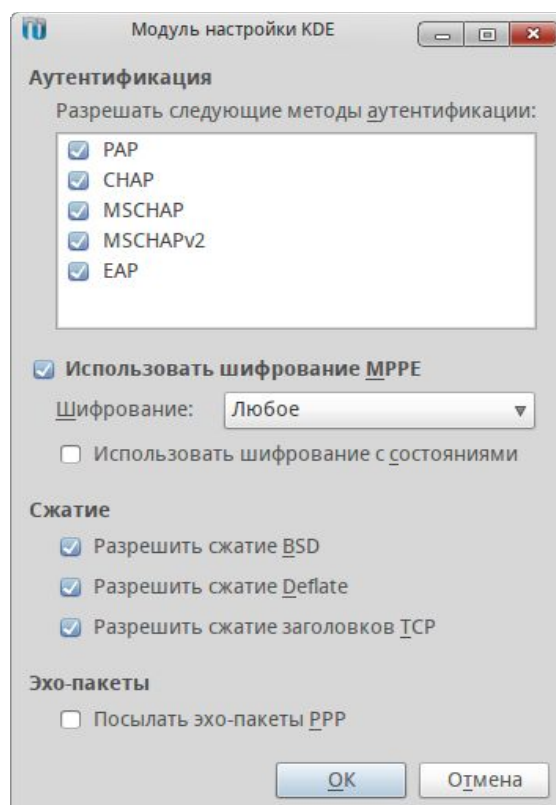 Модуль настройки KDE
Аутентификация
Разрешать следующие методы аутентификации:
PAP
CHAP
MSCHAP
MSCHAPv2
EAP
Использовать шифрование MPPE
Шифрование: Любое
Использовать шифрование с состояниями
Сжатие
Разрешить сжатие BSD
Разрешить сжатие Deflate
Разрешить сжатие заголовков TCP
Эхо-пакеты
Посылать эхо-пакеты PPP
OK Отмена